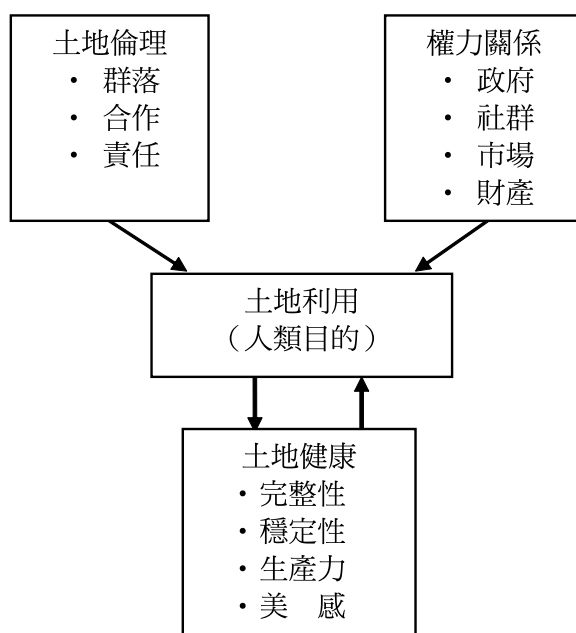 土地倫理
· 群落
· 合作
· 責任
權力關係
· 政府
· 社群
· 市場
· 財產
土地利用
（人類目的）
土地健康
· 完整性
· 穩定性
· 生產力
· 美　感